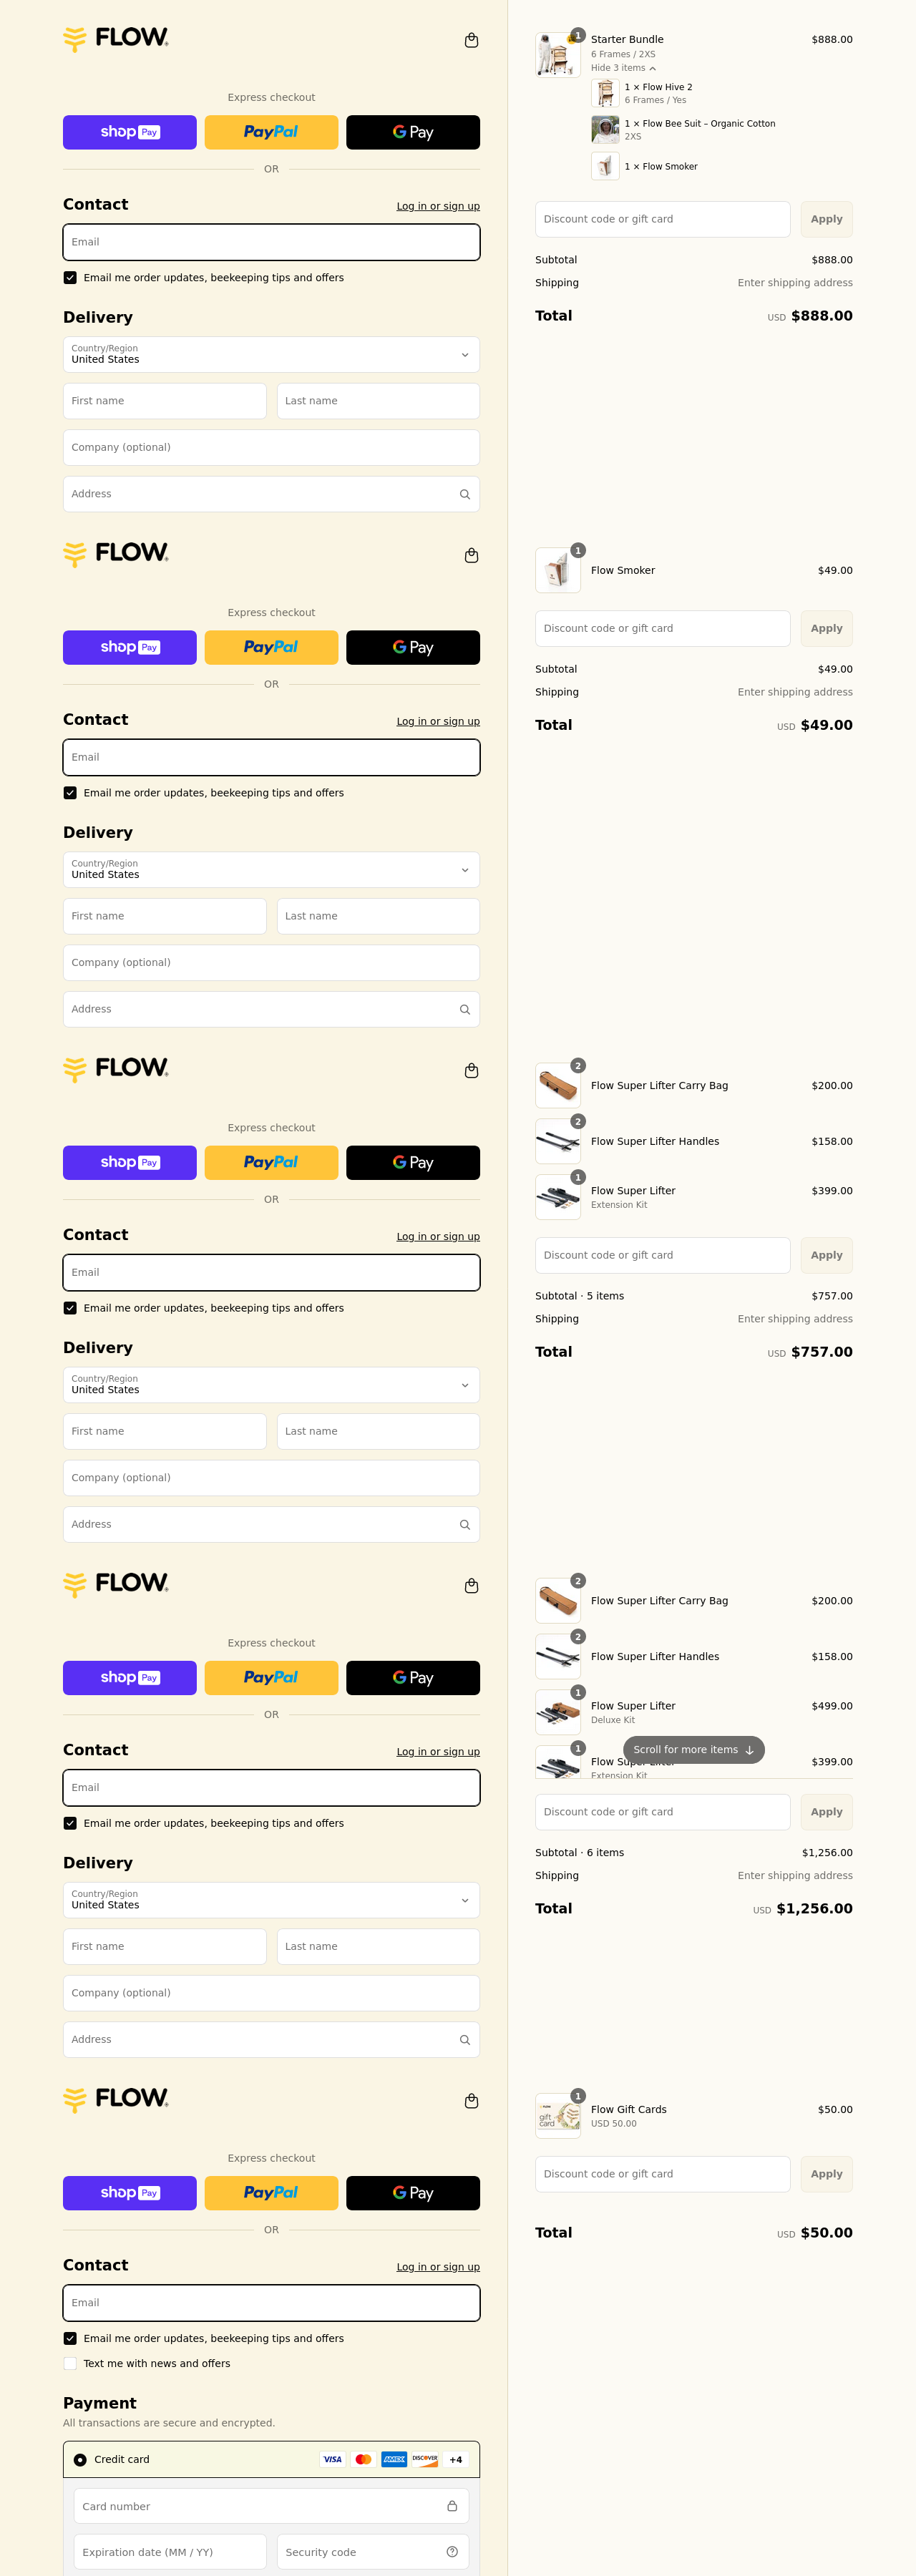 FLOW.
Express checkout
shop Pay
PayPal
G Pay
OR
Contact
Log in or sign up
Email
Email me order updates, beekeeping tips and offers
Delivery
Country/Region
United States
First name
Last name
Company (optional)
Address
1
Starter Bundle
$888.00
6 Frames / 2XS
Hide 3 items
1 × Flow Hive 2
6 Frames / Yes
1 × Flow Bee Suit – Organic Cotton
2XS
1 × Flow Smoker
Discount code or gift card
Apply
Subtotal
$888.00
Shipping
Enter shipping address
Total
USD $888.00
FLOW.
Express checkout
shop Pay
PayPal
G Pay
OR
Contact
Log in or sign up
Email
Email me order updates, beekeeping tips and offers
Delivery
Country/Region
United States
First name
Last name
Company (optional)
Address
1
Flow Smoker
$49.00
Discount code or gift card
Apply
Subtotal
$49.00
Shipping
Enter shipping address
Total
USD $49.00
FLOW.
Express checkout
shop Pay
PayPal
G Pay
OR
Contact
Log in or sign up
Email
Email me order updates, beekeeping tips and offers
Delivery
Country/Region
United States
First name
Last name
Company (optional)
Address
2
Flow Super Lifter Carry Bag
$200.00
2
Flow Super Lifter Handles
$158.00
1
Flow Super Lifter
$399.00
Extension Kit
Discount code or gift card
Apply
Subtotal · 5 items
$757.00
Shipping
Enter shipping address
Total
USD $757.00
FLOW.
Express checkout
shop Pay
PayPal
G Pay
OR
Contact
Log in or sign up
Email
Email me order updates, beekeeping tips and offers
Delivery
Country/Region
United States
First name
Last name
Company (optional)
Address
2
Flow Super Lifter Carry Bag
$200.00
2
Flow Super Lifter Handles
$158.00
1
Flow Super Lifter
$499.00
Deluxe Kit
Scroll for more items
1
Flow Super Lifter
$399.00
Extension Kit
Discount code or gift card
Apply
Subtotal · 6 items
$1,256.00
Shipping
Enter shipping address
Total
USD $1,256.00
FLOW.
Express checkout
shop Pay
PayPal
G Pay
OR
Contact
Log in or sign up
Email
Email me order updates, beekeeping tips and offers
Text me with news and offers
Payment
All transactions are secure and encrypted.
Credit card
VISA
AMEX
DISCOVER
+4
Card number
Expiration date (MM / YY)
Security code
1
gift card
Flow Gift Cards
$50.00
USD 50.00
Discount code or gift card
Apply
Total
USD $50.00